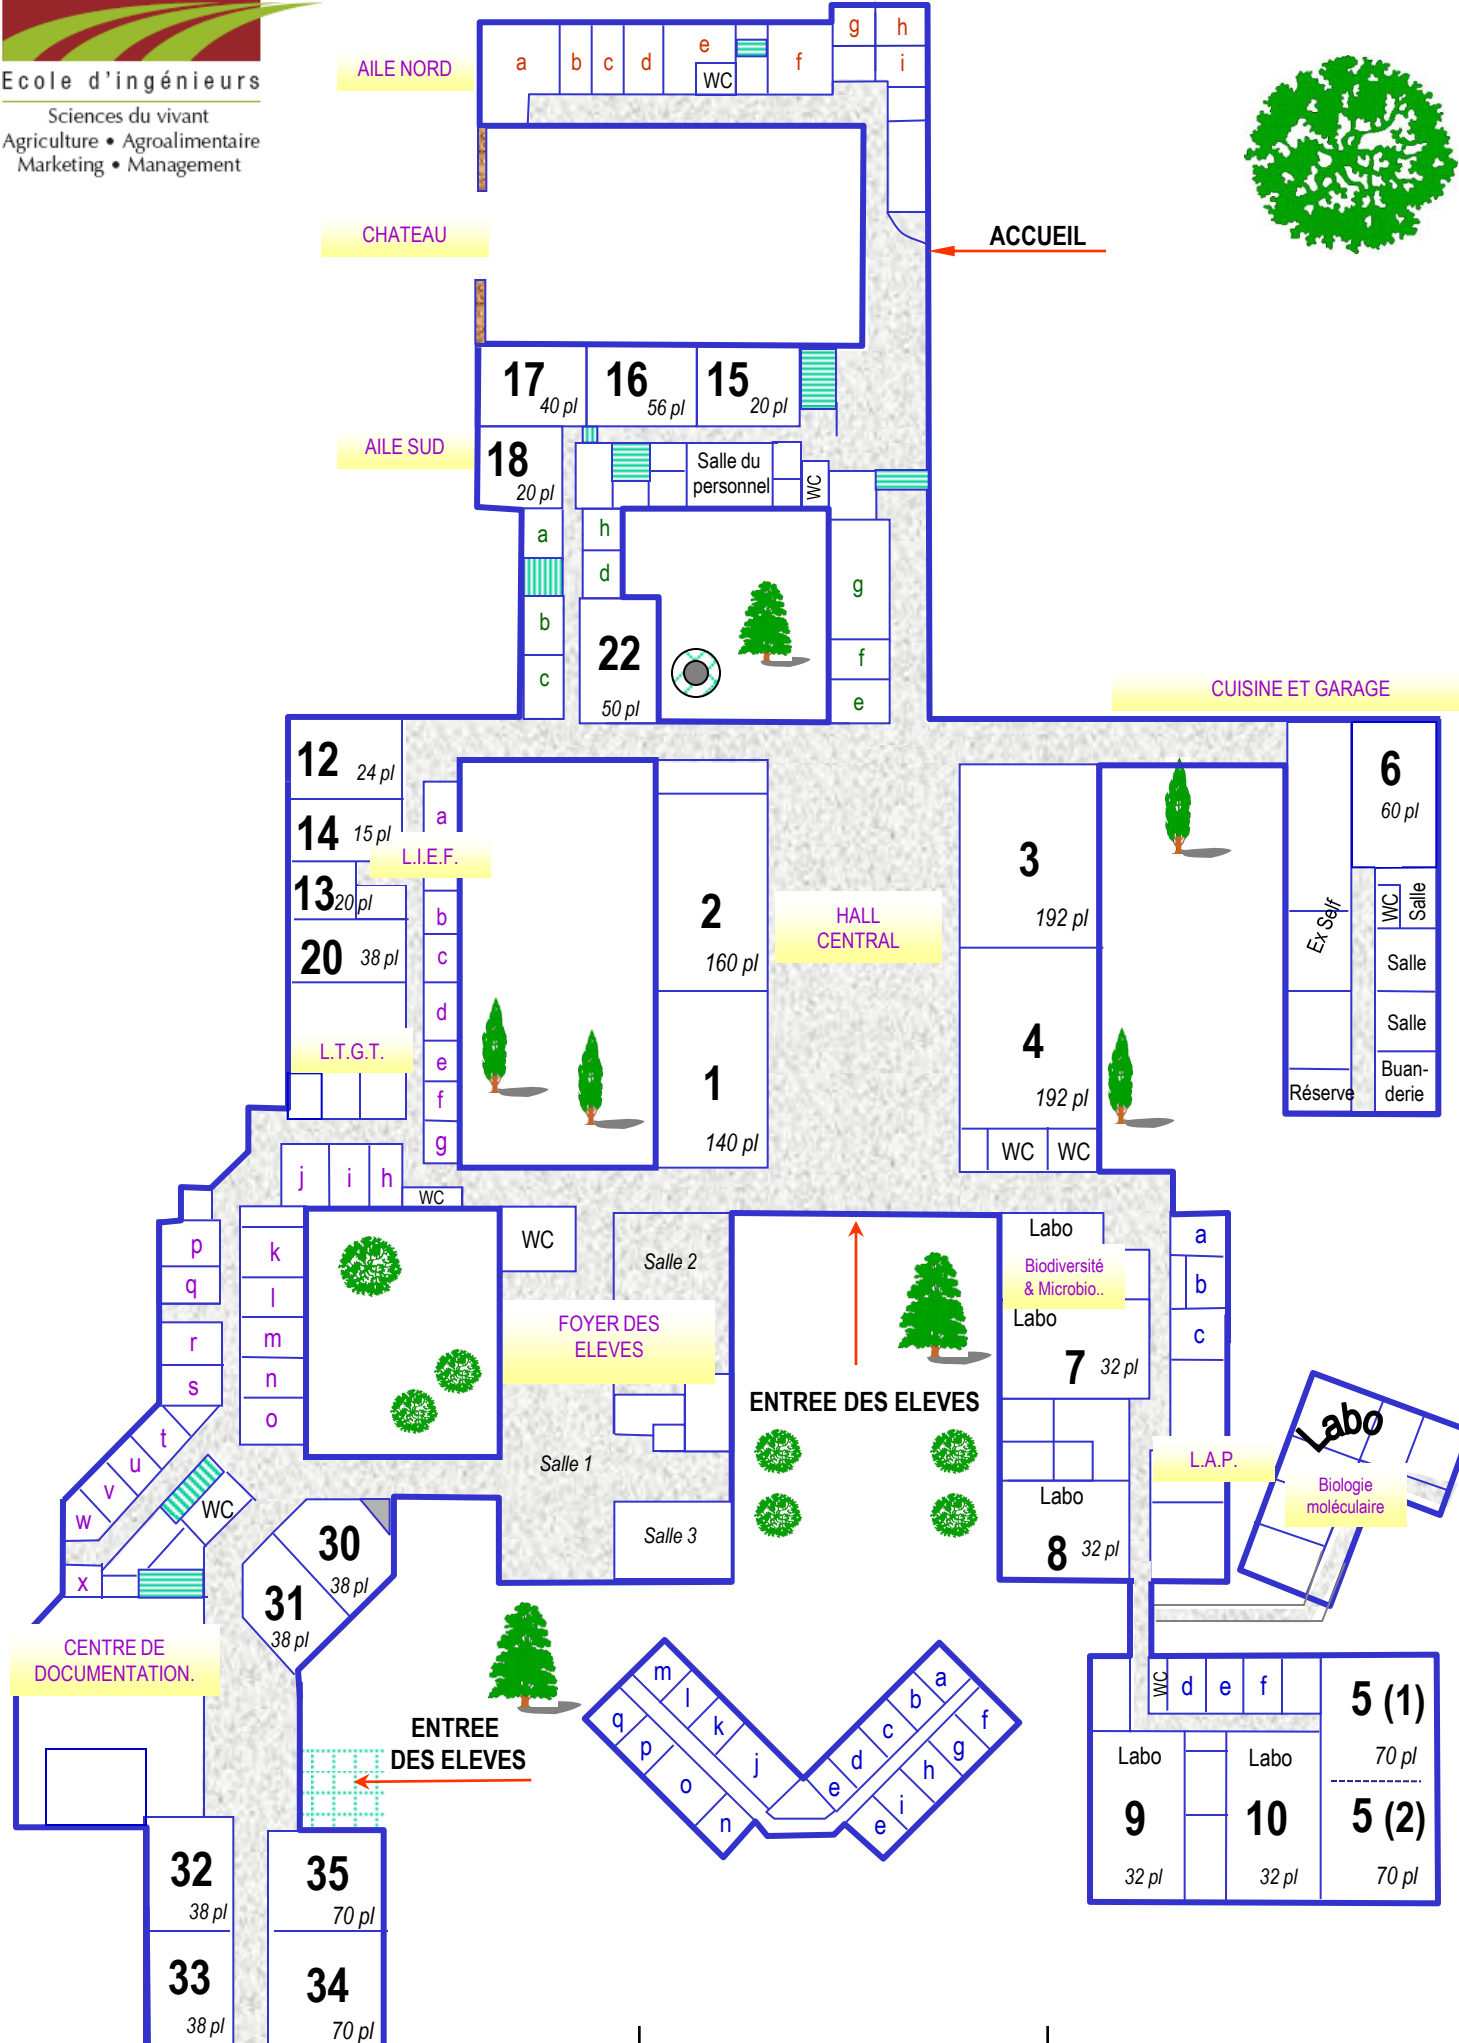 Ecole d'ingénieurs
Sciences du vivant
Agriculture • Agroalimentaire
Marketing • Management
AILE NORD
a b c d e f g h i
WC
CHATEAU
ACCUEIL
17
40 pl
16
56 pl
15
20 pl
AILE SUD
18
20 pl
Salle du
personnel
WC
a
h
d
b
c
g
f
e
22
50 pl
CUISINE ET GARAGE
12
24 pl
14
15 pl
13
20 pl
20
38 pl
L.I.E.F.
L.T.G.T.
a
b
c
d
e
f
g
2
160 pl
1
140 pl
HALL
CENTRAL
3
192 pl
4
192 pl
WC
WC
6
60 pl
Ex Self
WC
Salle
Salle
Salle
Buan-
derie
Réserve
j i h
WC
p
q
r
s
t
u
v
w
x
k
l
m
n
o
WC
WC
Salle 2
FOYER DES
ELEVES
Salle 1
Salle 3
ENTREE DES ELEVES
Labo
Biodiversité
& Microbio..
Labo
7
32 pl
Labo
8
32 pl
a
b
c
L.A.P.
Labo
Biologie
moléculaire
30
38 pl
31
38 pl
CENTRE DE
DOCUMENTATION.
ENTREE
DES ELEVES
m
l
k
j
q
p
o
n
a
b
c
d
e
f
g
h
i
e
WC
d e f
5 (1)
70 pl
5 (2)
70 pl
Labo
9
32 pl
Labo
10
32 pl
32
38 pl
35
70 pl
33
38 pl
34
70 pl